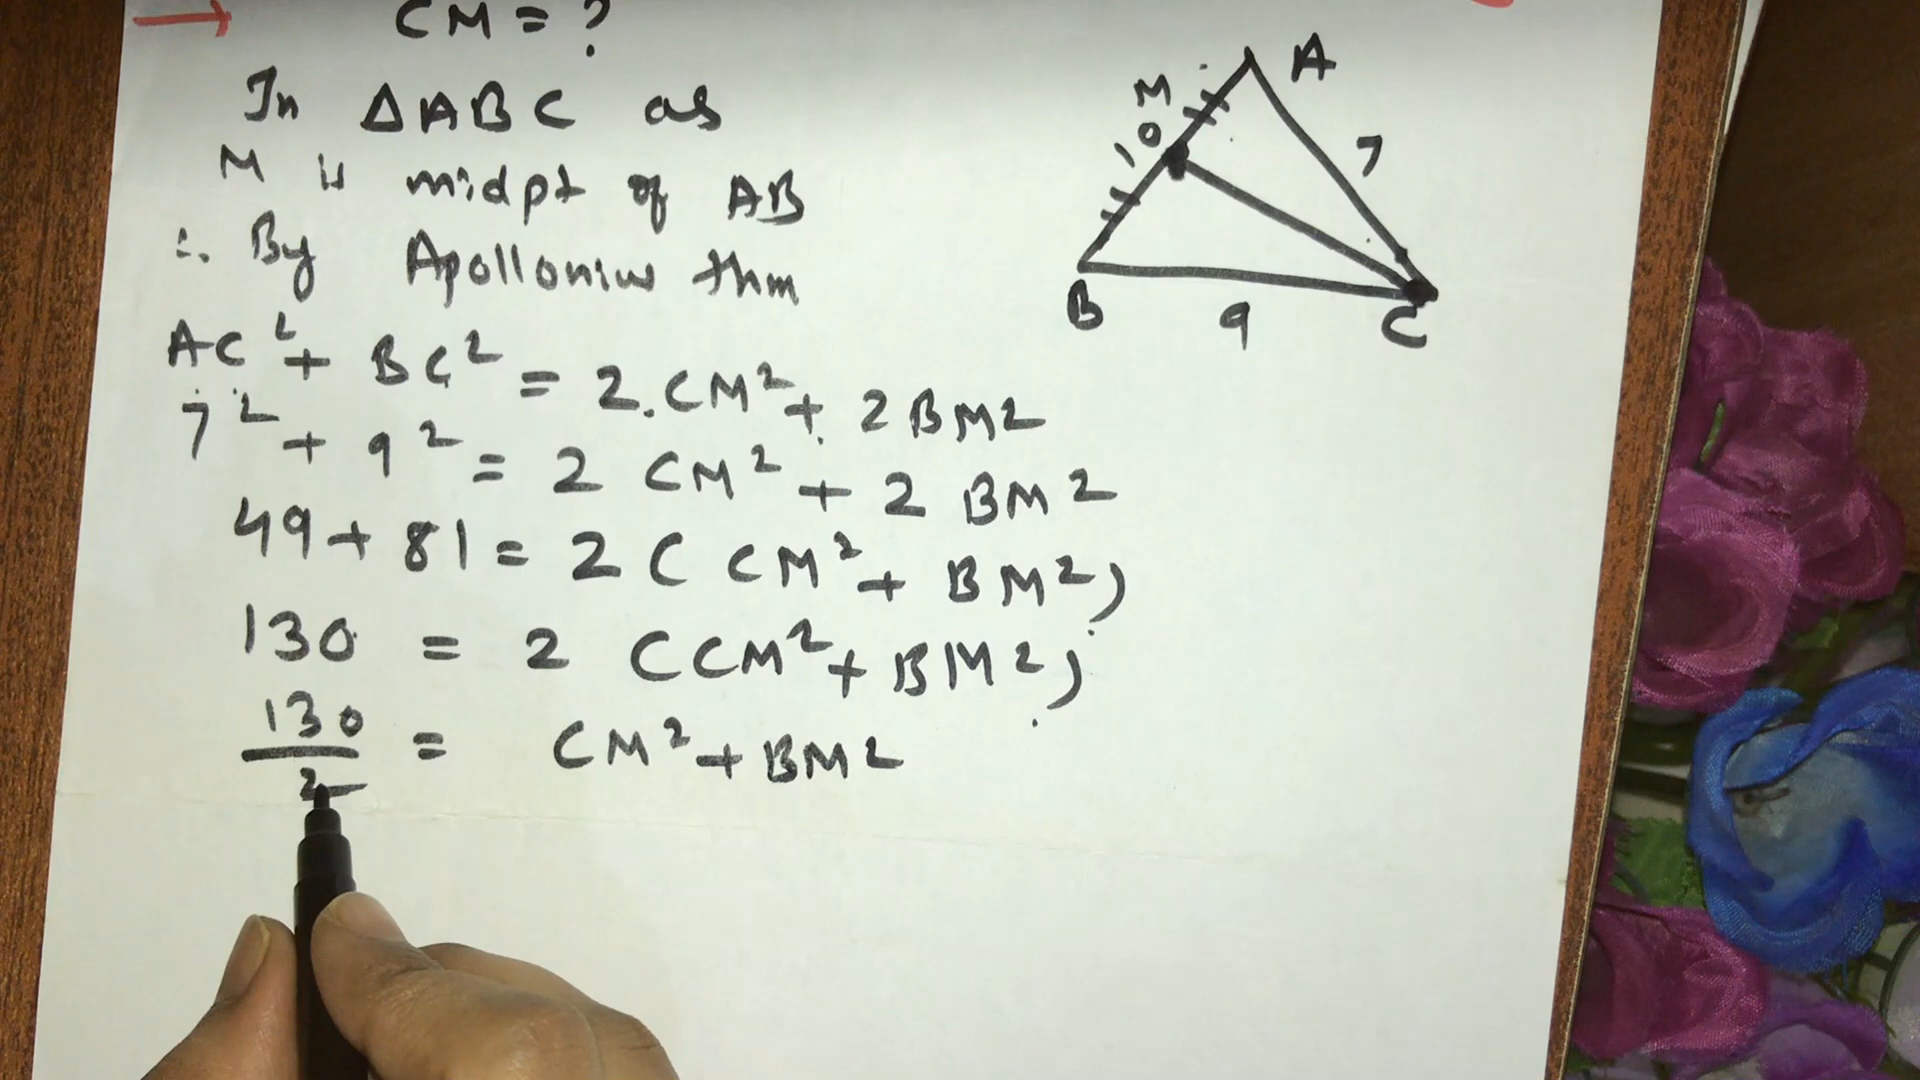 CM = ?
In ΔABC as
M is midpt of AB
∴ By Apollonius thm
AC² + BC² = 2.CM² + 2BM²
7² + 9² = 2 CM² + 2 BM²
49 + 81 = 2 ( CM² + BM²)
130 = 2 (CM² + BM²)
130/2 = CM² + BM²
A
M
10
7
B
9
C